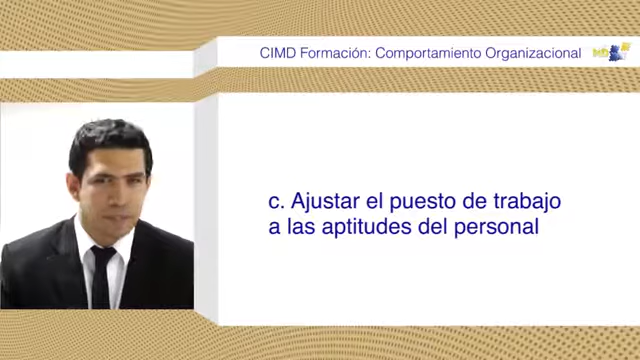 CIMD Formación: Comportamiento Organizacional
c. Ajustar el puesto de trabajo
a las aptitudes del personal